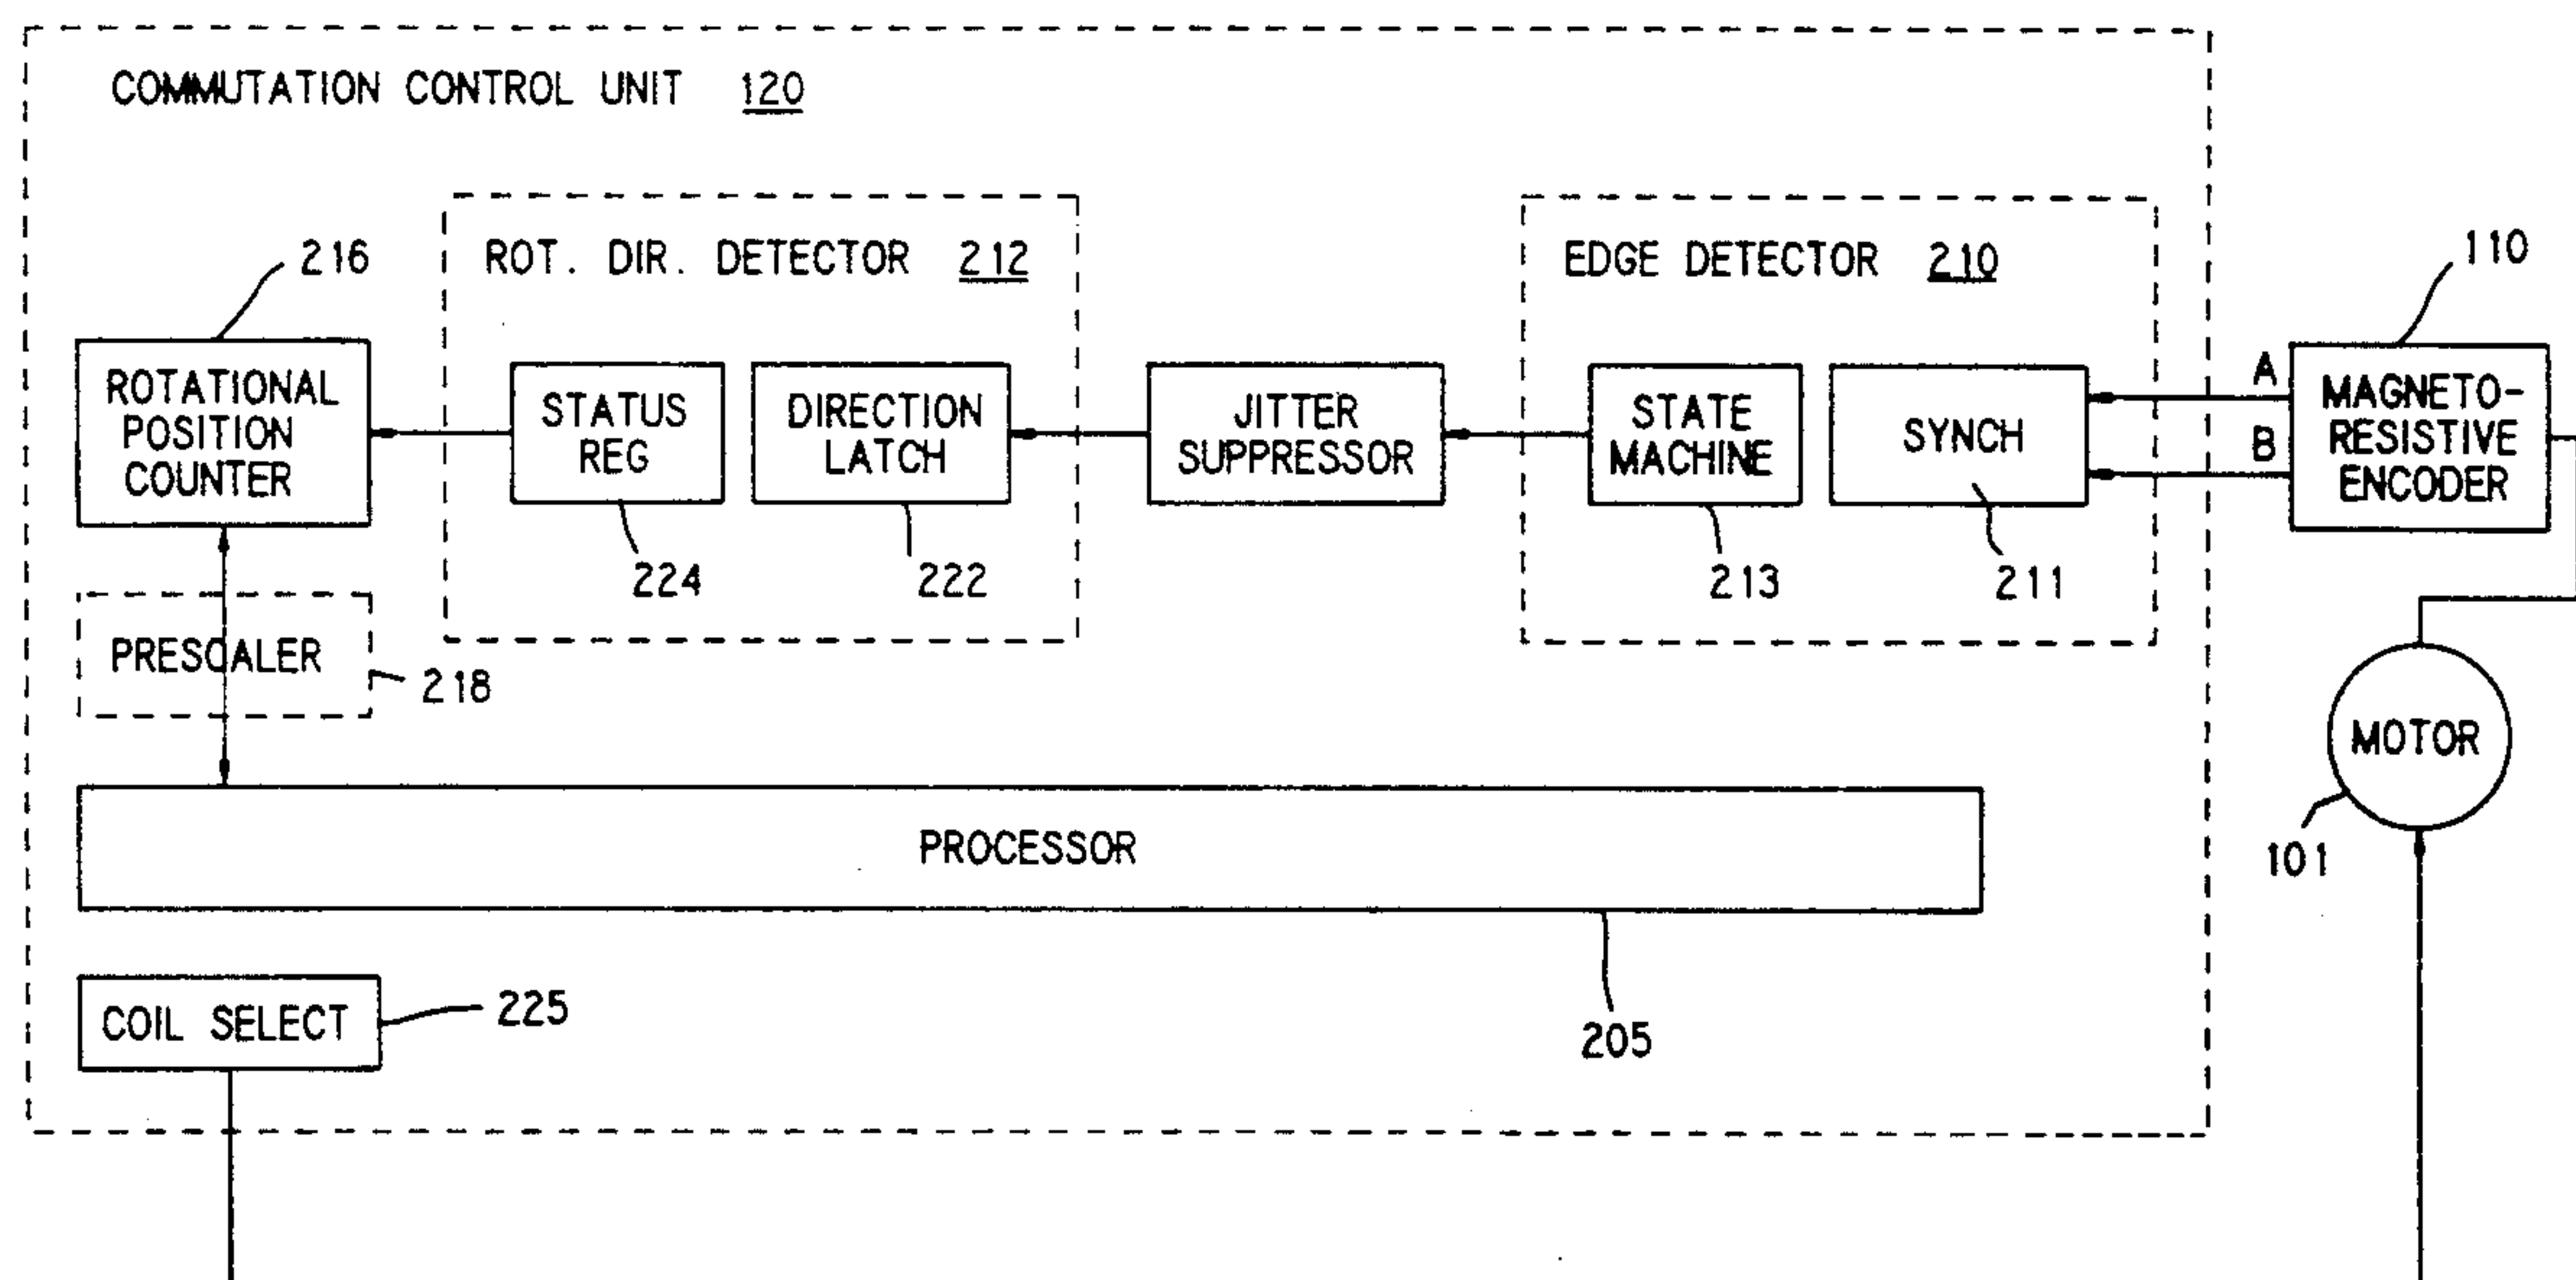 COMMUTATION CONTROL UNIT 120
216
ROT. DIR. DETECTOR 212
EDGE DETECTOR 210
110
ROTATIONAL
POSITION
COUNTER
STATUS
REG
DIRECTION
LATCH
JITTER
SUPPRESSOR
STATE
MACHINE
SYNCH
A
B
MAGNETO-
RESISTIVE
ENCODER
224
222
213
211
PRESCALER
218
MOTOR
101
PROCESSOR
205
COIL SELECT
225